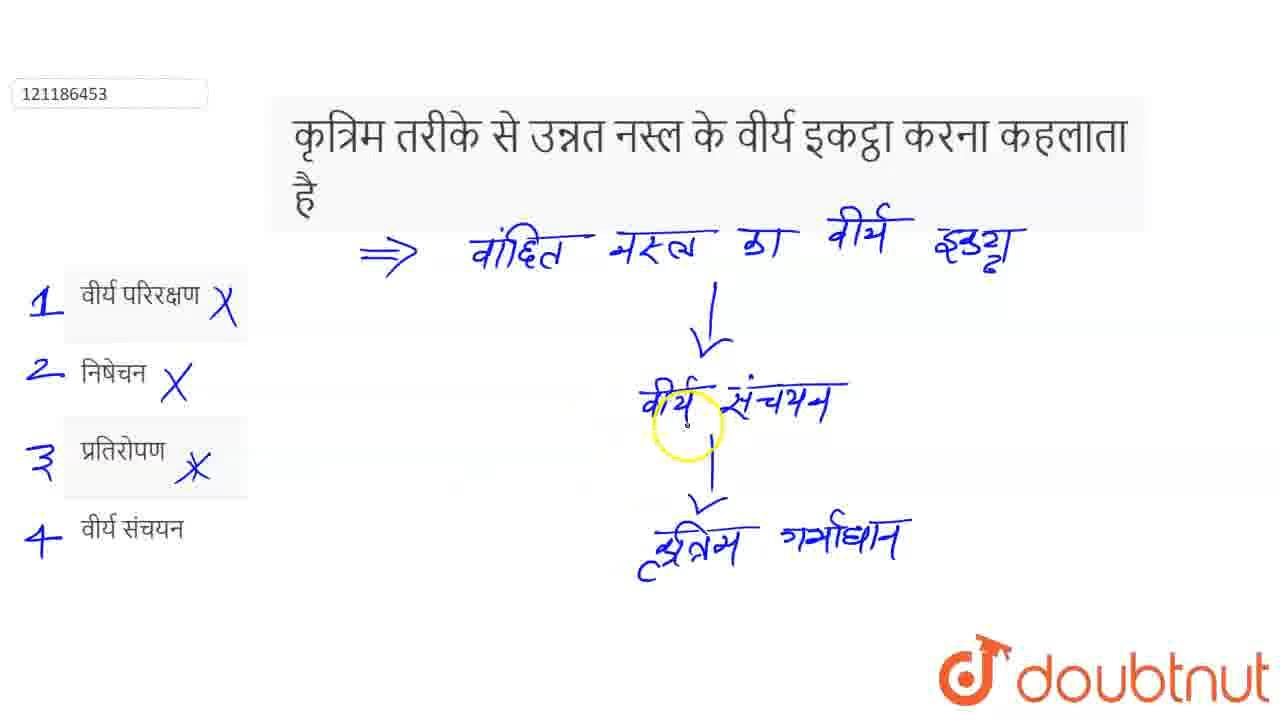 121186453
कृत्रिम तरीके से उन्नत नस्ल के वीर्य इकट्ठा करना कहलाता
है
⇒ वांछित नस्ल का वीर्य इकट्ठा
1 वीर्य परिरक्षण X
2 निषेचन X
वीर्य संचयन
3 प्रतिरोपण X
4 वीर्य संचयन
कृत्रिम गर्भाधान
doubtnut